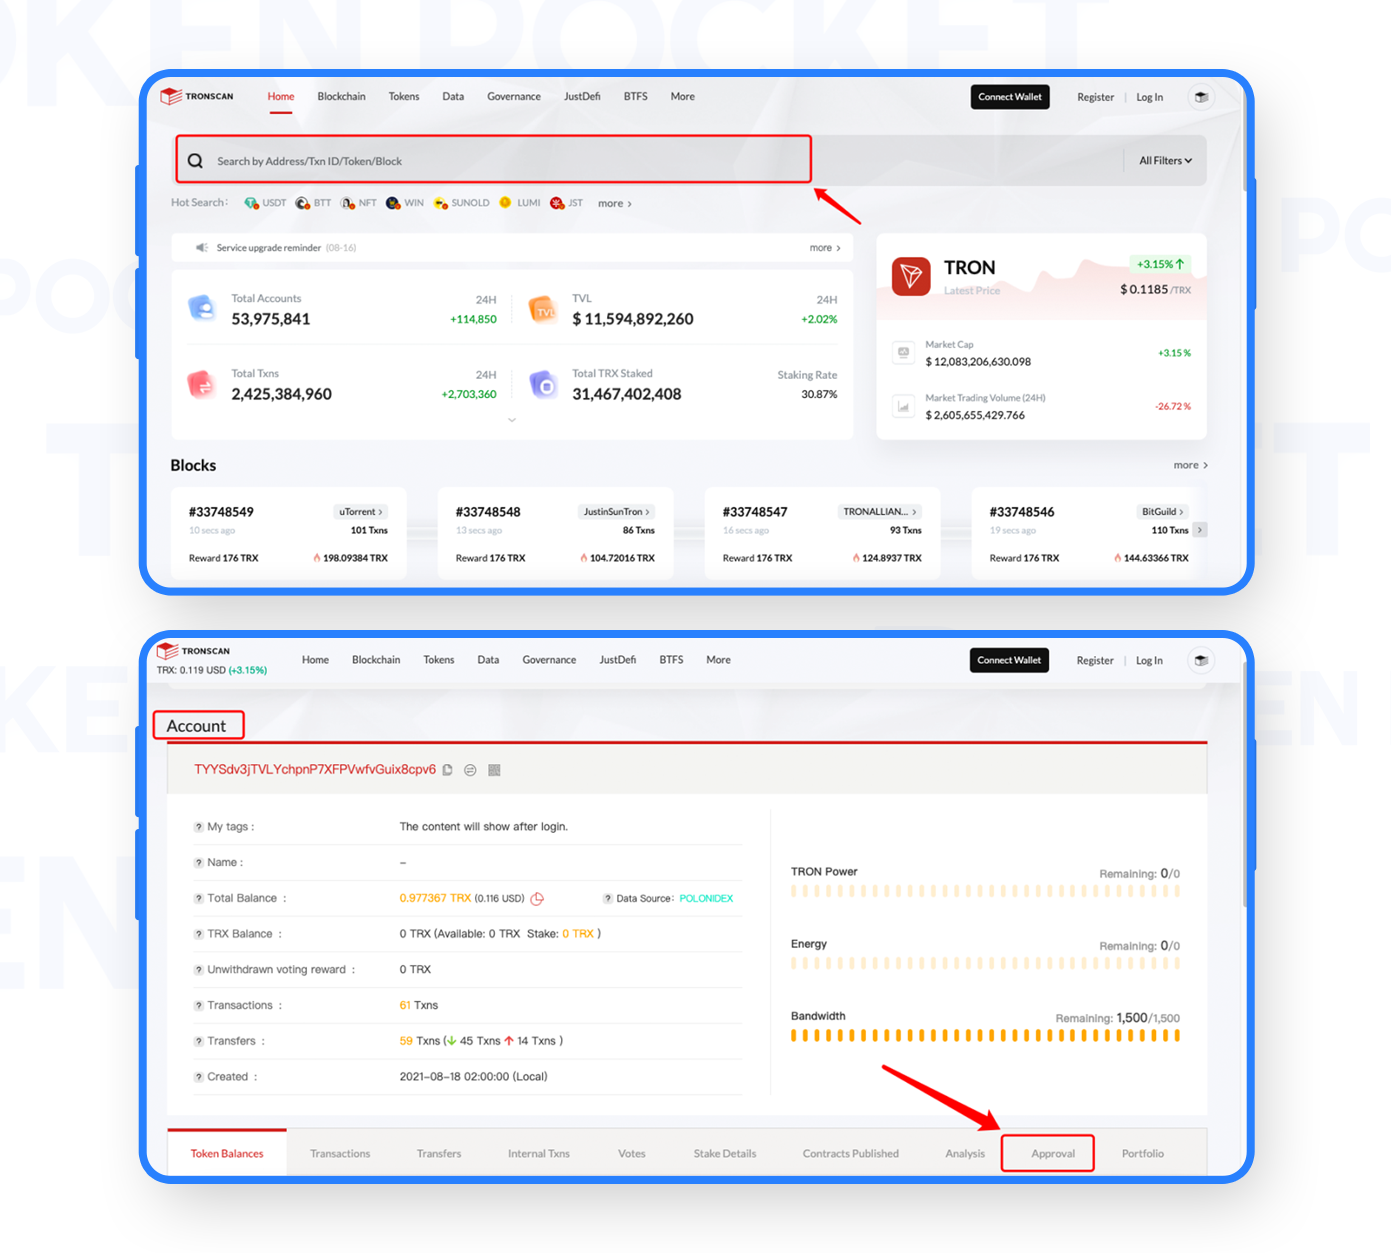 TOKEN POCKET
TRONSCAN
Home Blockchain Tokens Data Governance JustDefi BTFS More
Connect Wallet Register | Log In
Search by Address/Txn ID/Token/Block
All Filters
Hot Search: USDT BTT NFT WIN SUNOLD LUMI JST more >
Service upgrade reminder (08-16) more >
Total Accounts 24H
53,975,841 +114,850
TVL
TVL 24H
$ 11,594,892,260 +2.02%
Total Txns 24H
2,425,384,960 +2,703,360
Total TRX Staked Staking Rate
31,467,402,408 30.87%
TRON +3.15% ↑
Latest Price $ 0.1185 /TRX
Market Cap
$ 12,083,206,630.098 +3.15 %
Market Trading Volume (24H)
$ 2,605,655,429.766 -26.72 %
Blocks more >
#33748549 uTorrent >
10 secs ago 101 Txns
Reward 176 TRX 198.09384 TRX
#33748548 JustinSunTron >
13 secs ago 86 Txns
Reward 176 TRX 104.72016 TRX
#33748547 TRONALLIAN... >
16 secs ago 93 Txns
Reward 176 TRX 124.8937 TRX
#33748546 BitGuild >
19 secs ago 110 Txns >
Reward 176 TRX 144.63366 TRX
TRONSCAN
TRX: 0.119 USD (+3.15%)
Home Blockchain Tokens Data Governance JustDefi BTFS More
Connect Wallet Register | Log In
Account
TYYSdv3jTVLYchpnP7XFPVwfvGuix8cpv6
? My tags : The content will show after login.
? Name : –
? Total Balance : 0.977367 TRX (0.116 USD) ? Data Source: POLONIDEX
? TRX Balance : 0 TRX (Available: 0 TRX Stake: 0 TRX )
? Unwithdrawn voting reward : 0 TRX
? Transactions : 61 Txns
? Transfers : 59 Txns (↓ 45 Txns ↑ 14 Txns )
? Created : 2021-08-18 02:00:00 (Local)
TRON Power Remaining: 0/0
Energy Remaining: 0/0
Bandwidth Remaining: 1,500/1,500
Token Balances Transactions Transfers Internal Txns Votes Stake Details Contracts Published Analysis Approval Portfolio